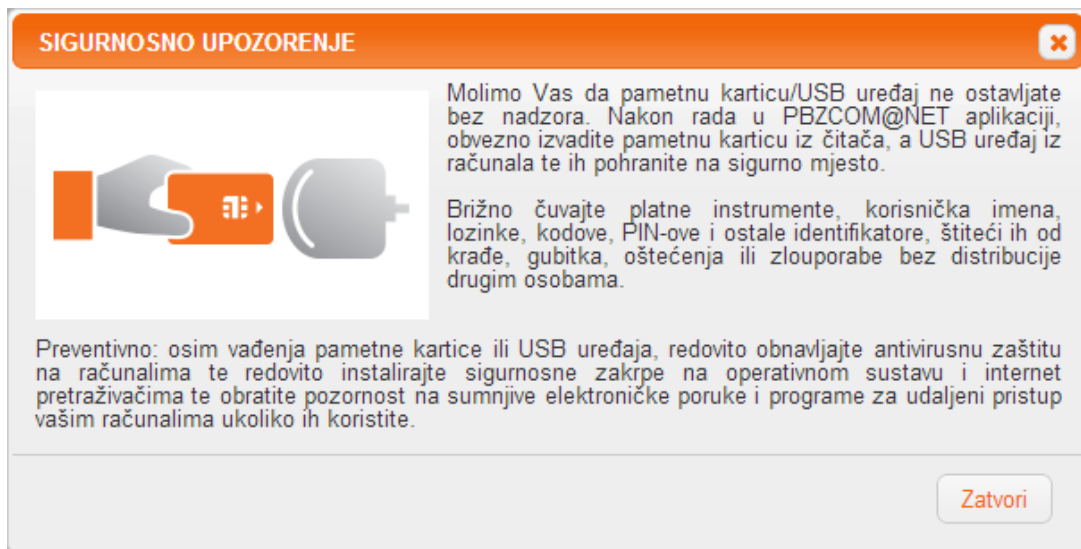 SIGURNOSNO UPOZORENJE
Molimo Vas da pametnu karticu/USB uređaj ne ostavljate
bez nadzora. Nakon rada u PBZCOM@NET aplikaciji,
obvezno izvadite pametnu karticu iz čitača, a USB uređaj iz
računala te ih pohranite na sigurno mjesto.
Brižno čuvajte platne instrumente, korisnička imena,
lozinke, kodove, PIN-ove i ostale identifikatore, štiteći ih od
krađe, gubitka, oštećenja ili zlouporabe bez distribucije
drugim osobama.
Preventivno: osim vađenja pametne kartice ili USB uređaja, redovito obnavljajte antivirusnu zaštitu
na računalima te redovito instalirajte sigurnosne zakrpe na operativnom sustavu i internet
pretraživačima te obratite pozornost na sumnjive elektroničke poruke i programe za udaljeni pristup
vašim računalima ukoliko ih koristite.
Zatvori